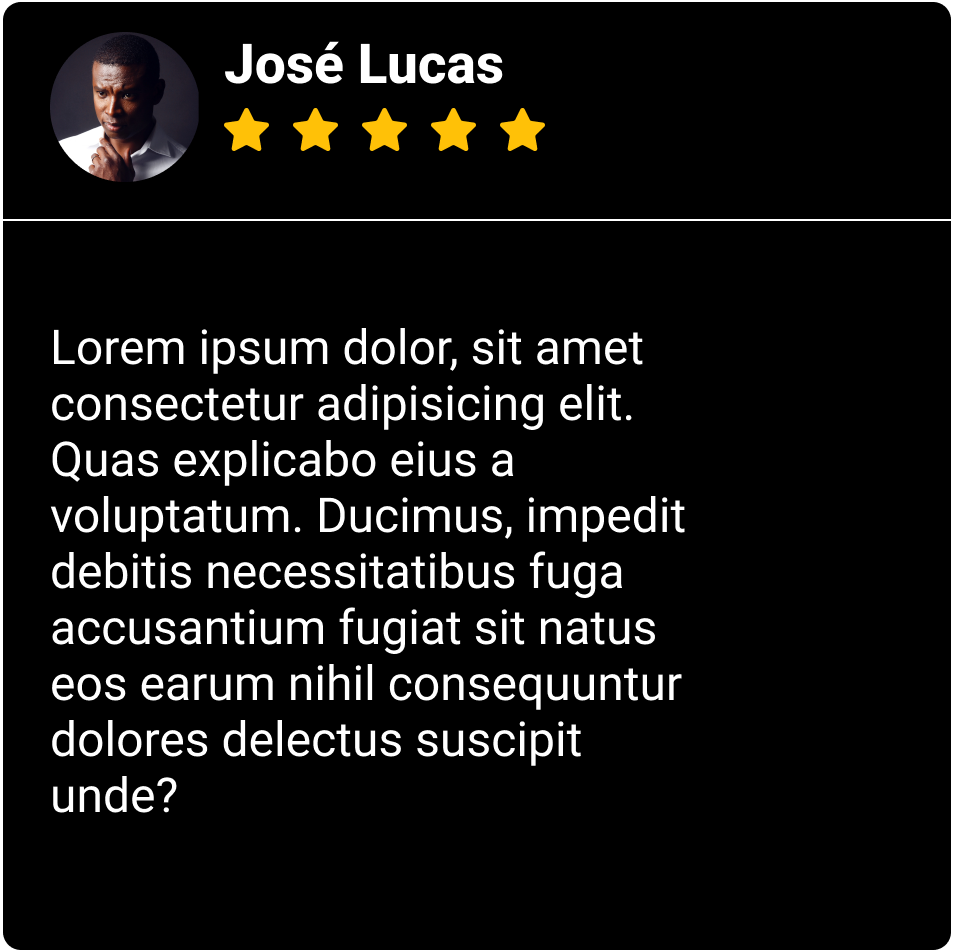 José Lucas
Lorem ipsum dolor, sit amet
consectetur adipisicing elit.
Quas explicabo eius a
voluptatum. Ducimus, impedit
debitis necessitatibus fuga
accusantium fugiat sit natus
eos earum nihil consequuntur
dolores delectus suscipit
unde?